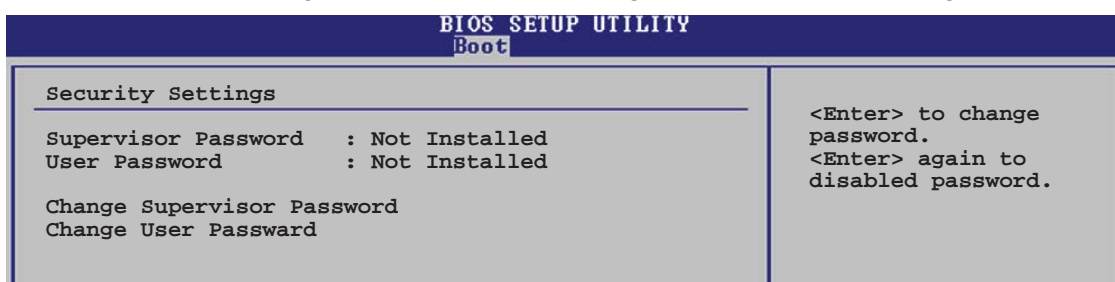 BIOS SETUP UTILITY
Boot
Security Settings
Supervisor Password : Not Installed
User Password : Not Installed
Change Supervisor Password
Change User Passward
<Enter> to change
password.
<Enter> again to
disabled password.